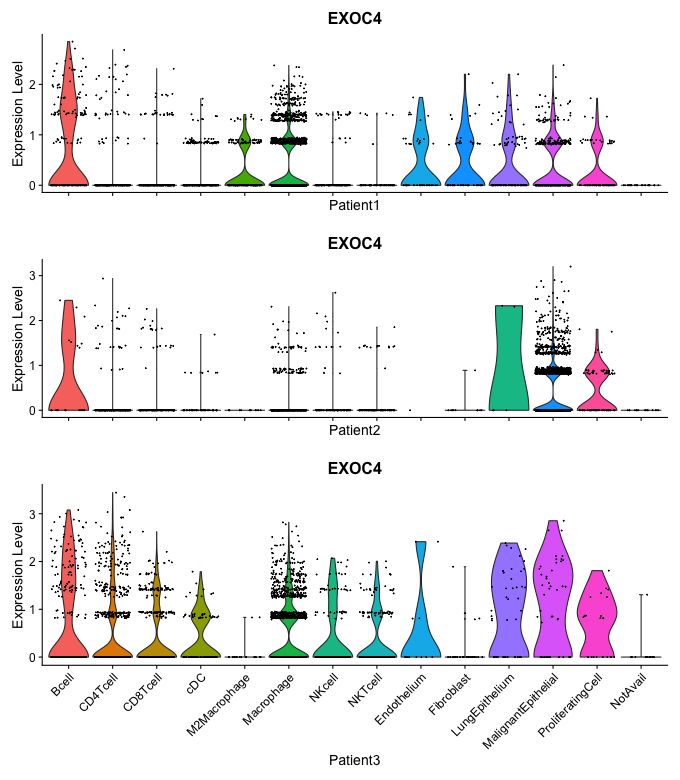 EXOC4
Expression Level
2
1
0
Patient1
EXOC4
Expression Level
3
2
1
0
Patient2
EXOC4
Expression Level
3
2
1
0
Bcell
CD4Tcell
CD8Tcell
cDC
M2Macrophage
Macrophage
NKcell
NKTcell
Endothelium
Fibroblast
LungEpithelium
MalignantEpithelial
ProliferatingCell
NotAvail
Patient3